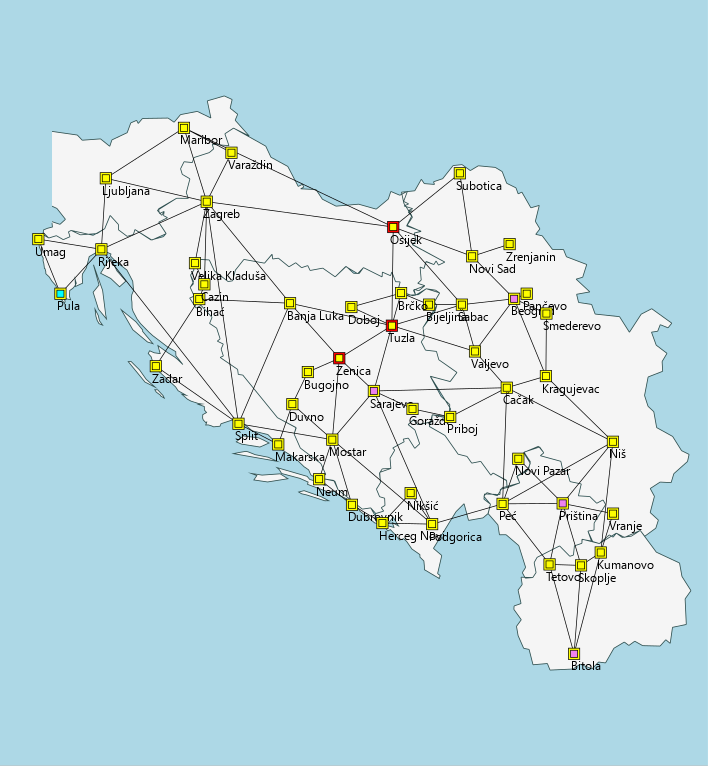 Maribor
Varaždin
Ljubljana
Subotica
Zagreb
Osijek
Umag
Rijeka
Novi Sad
Zrenjanin
Velika Kladuša
Cazin
Pula
Bihać
Banja Luka
Doboj
Brčko
Bijeljina
Šabac
Beograd
Pančevo
Smederevo
Tuzla
Valjevo
Zadar
Zenica
Bugojno
Sarajevo
Čačak
Kragujevac
Duvno
Goražde
Priboj
Split
Makarska
Mostar
Niš
Novi Pazar
Neum
Nikšić
Dubrovnik
Peć
Priština
Vranje
Herceg Novi
Podgorica
Kumanovo
Tetovo
Skoplje
Bitola